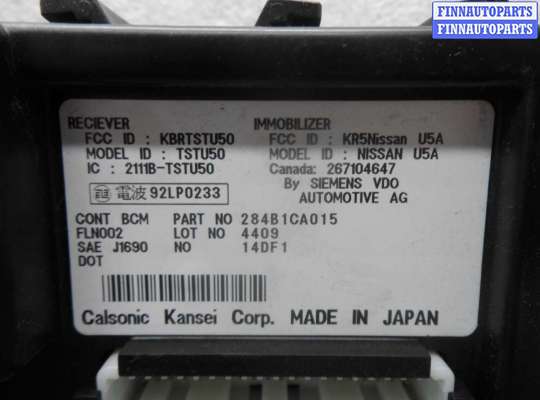 FINNAUTOPARTS
FINNAUTOPARTS
FINNAUTOPARTS
RECIEVER
FCC ID : KBRTSTU50
MODEL ID : TSTU50
IC : 2111B-TSTU50
電波 92LP0233
IMMOBILIZER
FCC ID : KR5Nissan U5A
MODEL ID : NISSAN U5A
Canada: 267104647
By SIEMENS VDO
AUTOMOTIVE AG
CONT BCM PART NO 284B1CA015
FLN002 LOT NO 4409
SAE J1690 NO 14DF1
DOT
Calsonic Kansei Corp. MADE IN JAPAN